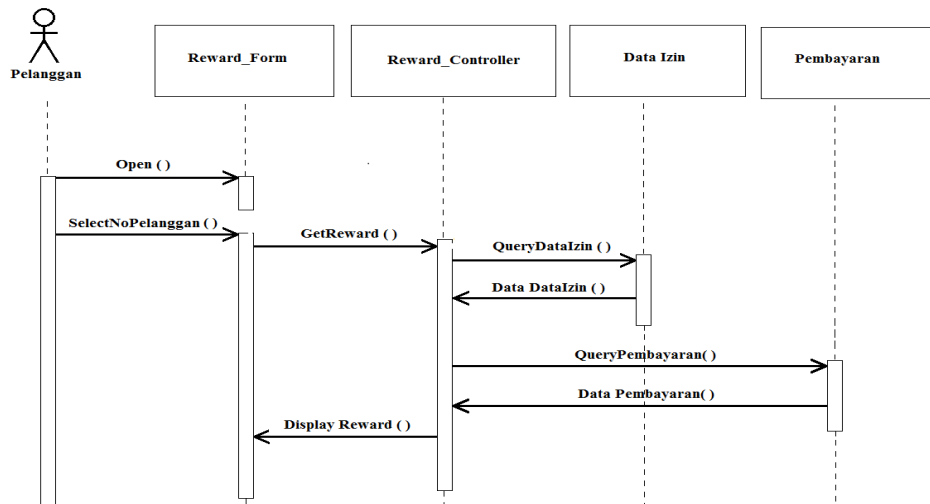 Pelanggan
Reward_Form
Reward_Controller
Data Izin
Pembayaran
Open ( )
SelectNoPelanggan ( )
GetReward ( )
QueryDataIzin ( )
Data DataIzin ( )
QueryPembayaran( )
Data Pembayaran( )
Display Reward ( )